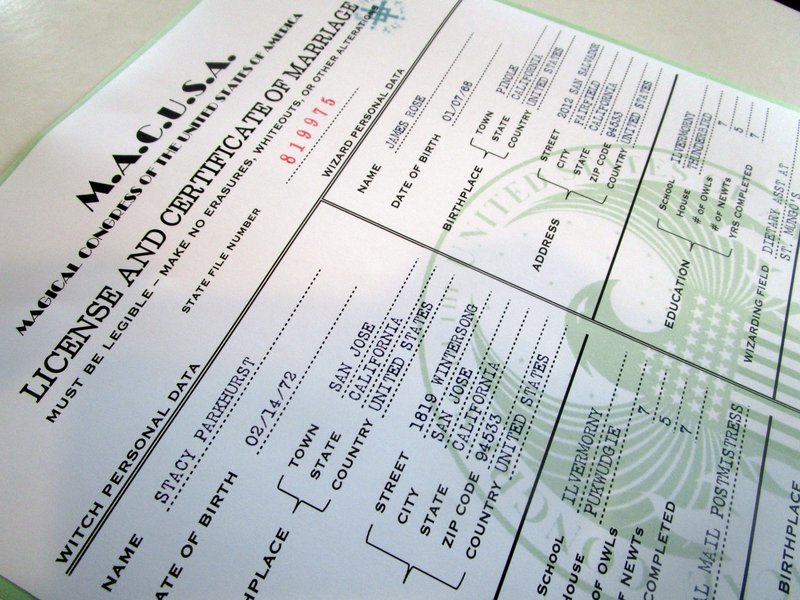 M.A.C.U.S.A.
MAGICAL CONGRESS OF THE UNITED STATES OF AMERICA
LICENSE AND CERTIFICATE OF MARRIAGE
MUST BE LEGIBLE – MAKE NO ERASURES, WHITEOUTS, OR OTHER ALTERATIONS
STATE FILE NUMBER 819975
WITCH PERSONAL DATA
NAME STACY PARKHURST
DATE OF BIRTH 02/14/72
BIRTHPLACE
TOWN SAN JOSE
STATE CALIFORNIA
COUNTRY UNITED STATES
STREET 1819 WINTERSONG
CITY SAN JOSE
STATE CALIFORNIA
ZIP CODE 94533
COUNTRY UNITED STATES
SCHOOL ILVERMORNY
HOUSE PUKWUDGIE
OF OWLS 7
OF NEWTS 5
COMPLETED 7
MAIL POSTMISTRESS
WIZARD PERSONAL DATA
NAME JAMES ROSE
DATE OF BIRTH 01/07/68
BIRTHPLACE
TOWN PINOLE
STATE CALIFORNIA
COUNTRY UNITED STATES
ADDRESS
STREET 2012 SAN SALVADOR
CITY FAIRFIELD
STATE CALIFORNIA
ZIP CODE 94533
COUNTRY UNITED STATES
EDUCATION
SCHOOL ILVERMORNY
HOUSE THUNDERBIRD
# OF OWLS 7
# OF NEWTS 5
YRS COMPLETED 7
WIZARDING FIELD DIETARY ASST AT
ST. MUNGO'S
BIRTHPLACE